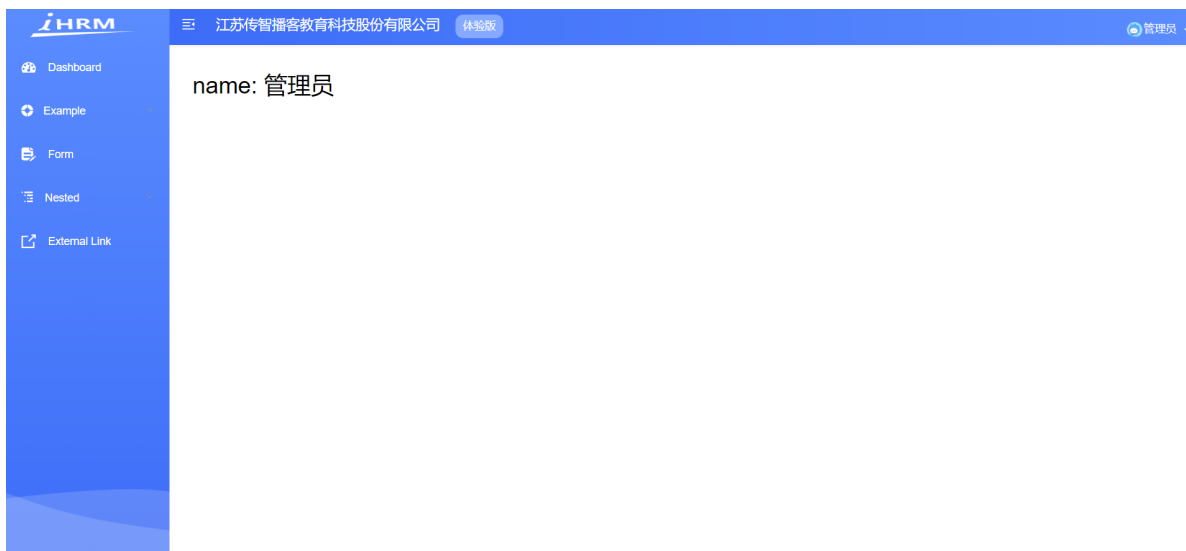 iHRM
江苏传智播客教育科技股份有限公司 体验版
管理员
Dashboard
name: 管理员
Example
Form
Nested
External Link